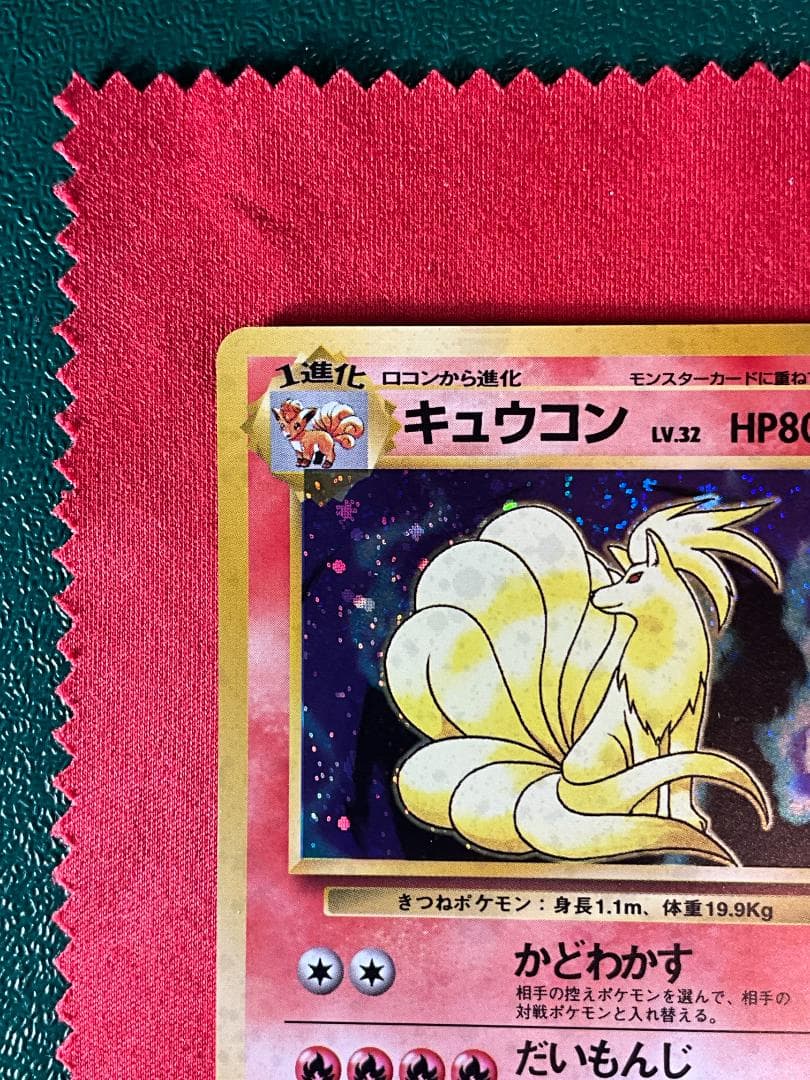 1進化 ロコンから進化 モンスターカードに重ねて
キュウコン LV.32 HP80
きつねポケモン：身長1.1m、体重19.9Kg
かどわかす
相手の控えポケモンを選んで、相手の
対戦ポケモンと入れ替える。
だいもんじ